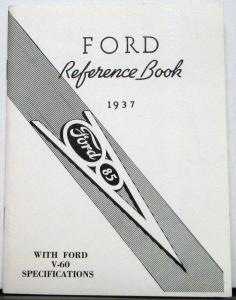 FORD
Reference Book
1937
Ford
85
WITH FORD
V-60
SPECIFICATIONS